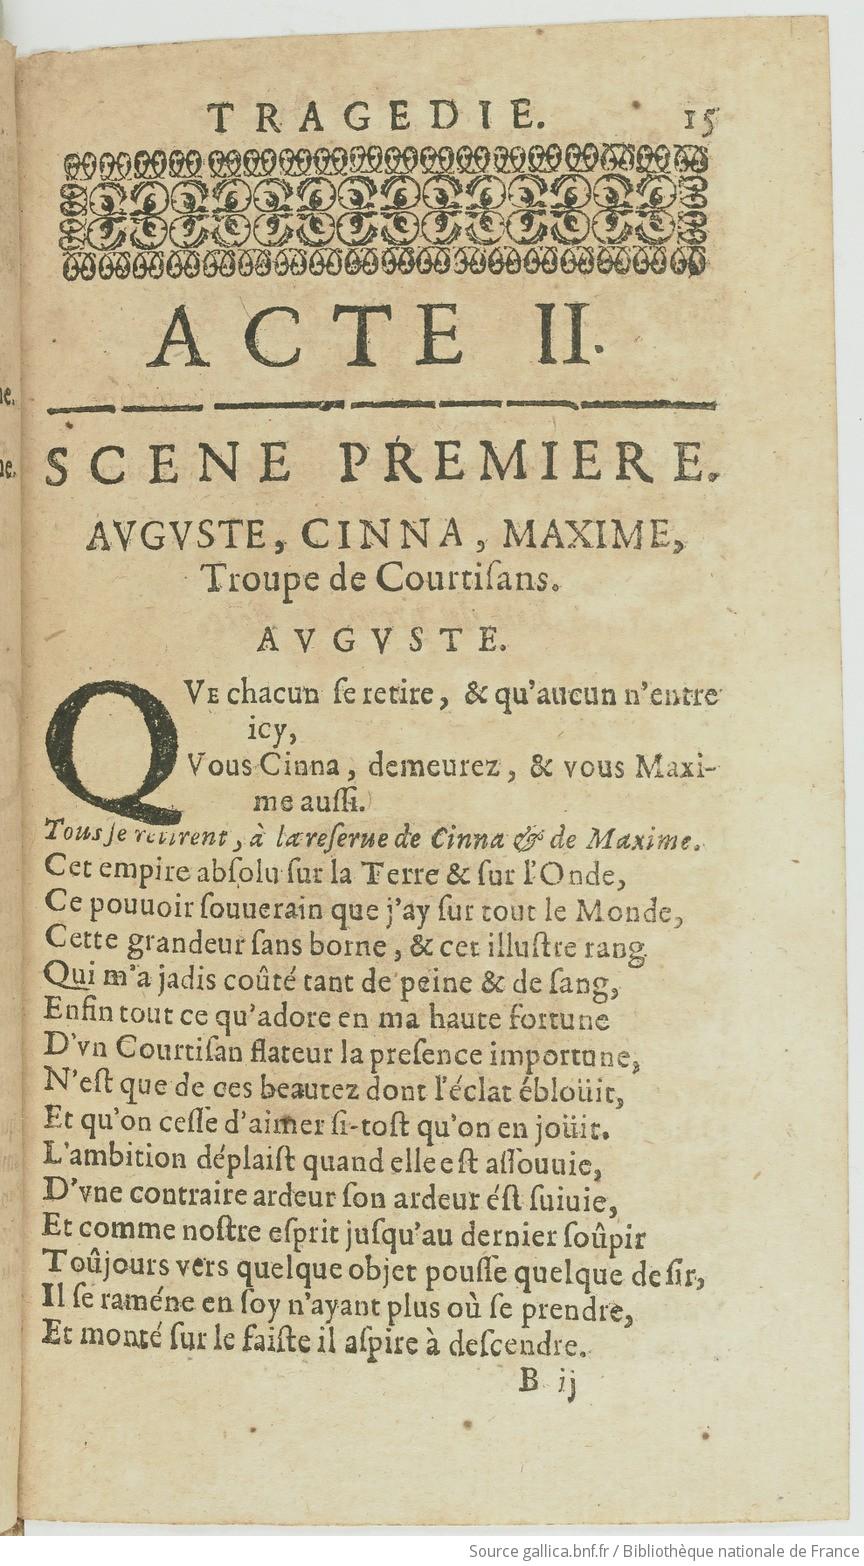 TRAGEDIE. 15
ACTE II.
SCENE PREMIERE.
AVGVSTE, CINNA, MAXIME,
Troupe de Courtiſans.
AVGVSTE.
QVE chacun ſe retire, & qu'aucun n'entre
icy,
Vous Cinna, demeurez, & vous Maxi-
me auſſi.
Tous ſe retirent, à la reſerue de Cinna & de Maxime.
Cet empire abſolu ſur la Terre & ſur l'Onde,
Ce pouuoir ſouuerain que j'ay ſur tout le Monde,
Cette grandeur ſans borne, & cet illuſtre rang
Qui m'a jadis coûté tant de peine & de ſang,
Enfin tout ce qu'adore en ma haute fortune
D'vn Courtiſan flateur la preſence importune,
N'eſt que de ces beautez dont l'éclat ébloüit,
Et qu'on ceſſe d'aimer ſi-toſt qu'on en joüit.
L'ambition déplaiſt quand elle eſt aſſouuie,
D'vne contraire ardeur ſon ardeur éſt ſuiuie,
Et comme noſtre eſprit juſqu'au dernier ſoûpir
Toûjours vers quelque objet pouſſe quelque deſir,
Il ſe raméne en ſoy n'ayant plus où ſe prendre,
Et monté ſur le faiſte il aſpire à deſcendre.
B ij
ne.
ne.
Source gallica.bnf.fr / Bibliothèque nationale de France